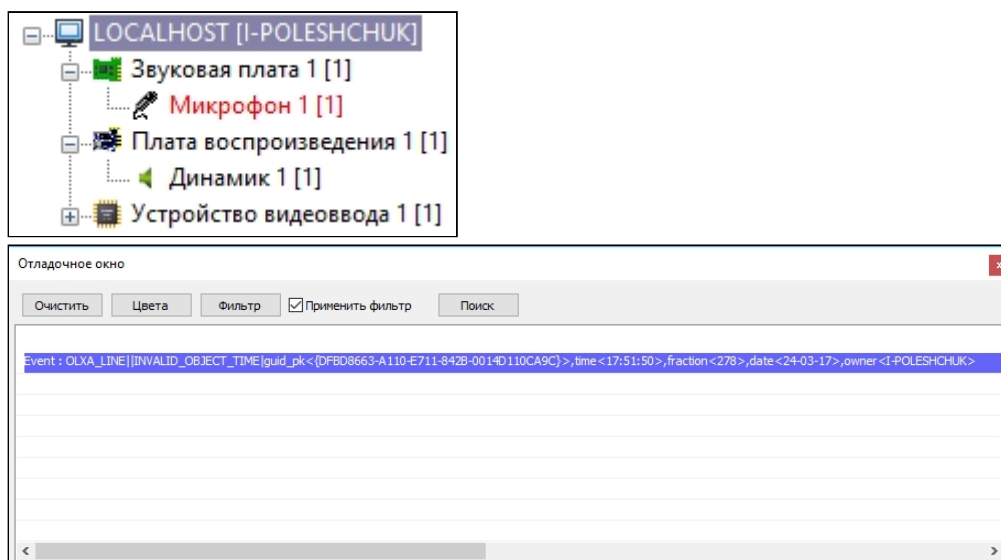 LOCALHOST [I-POLESHCHUK]
Звуковая плата 1 [1]
Микрофон 1 [1]
Плата воспроизведения 1 [1]
Динамик 1 [1]
Устройство видеоввода 1 [1]
Отладочное окно
Очистить Цвета Фильтр Применить фильтр Поиск
Event : OLXA_LINE||INVALID_OBJECT_TIME|guid_pk<{DFBD8663-A110-E711-842B-0014D110CA9C}>,time<17:51:50>,fraction<278>,date<24-03-17>,owner<I-POLESHCHUK>